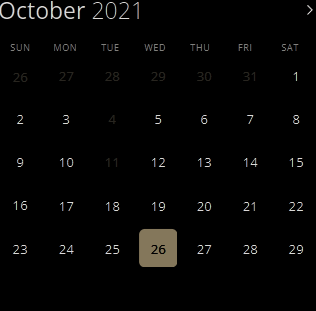 October 2021
SUN MON TUE WED THU FRI SAT
26 27 28 29 30 31 1
2 3 4 5 6 7 8
9 10 11 12 13 14 15
16 17 18 19 20 21 22
23 24 25 26 27 28 29